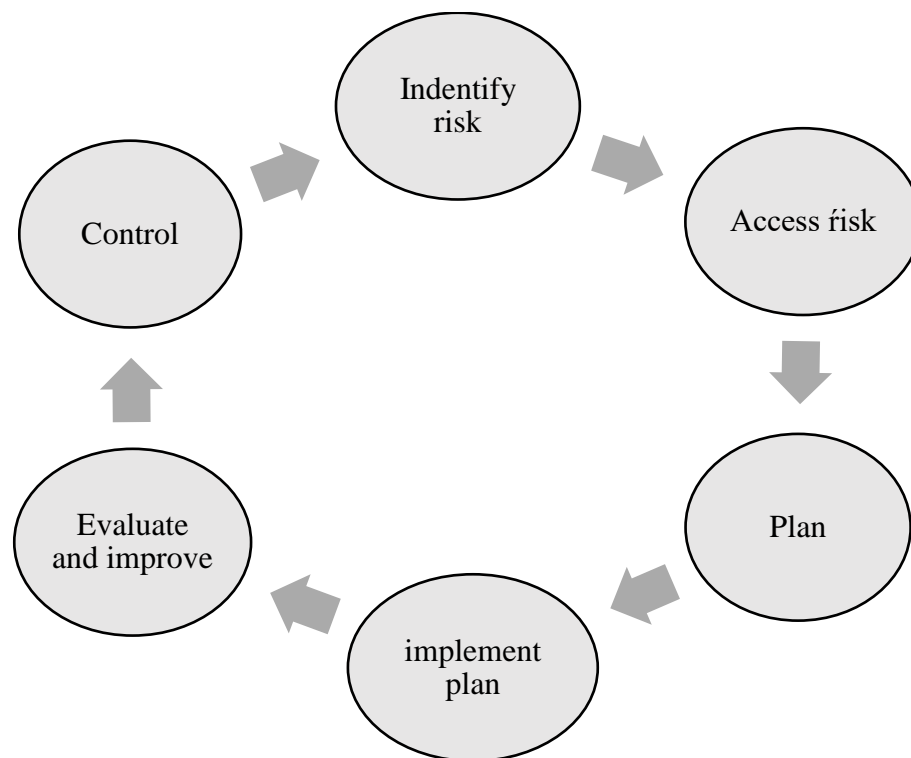 Indentify
risk
Access ŕisk
Plan
implement
plan
Evaluate
and improve
Control